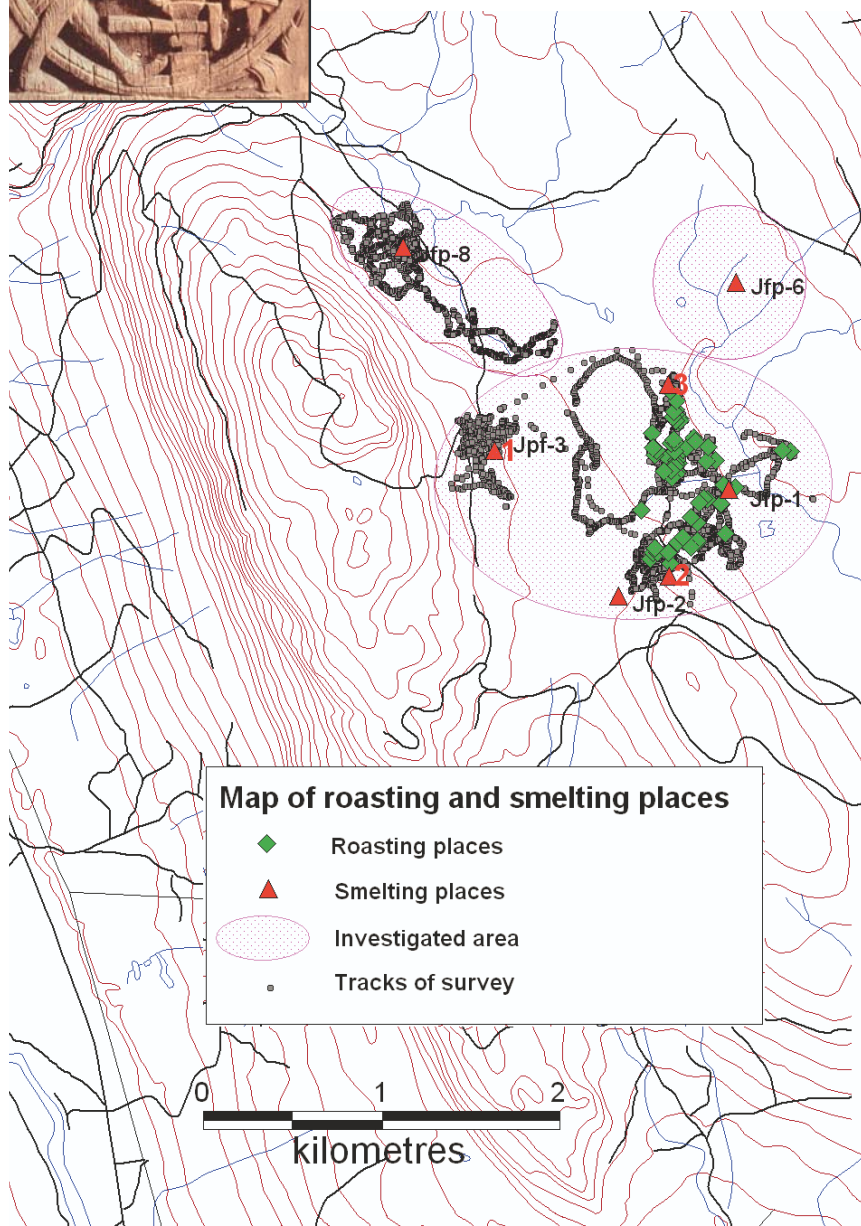 Jfp-8
Jfp-6
3
1
Jpf-3
Jfp-1
2
Jfp-2
Map of roasting and smelting places
Roasting places
Smelting places
Investigated area
Tracks of survey
0 1 2
kilometres